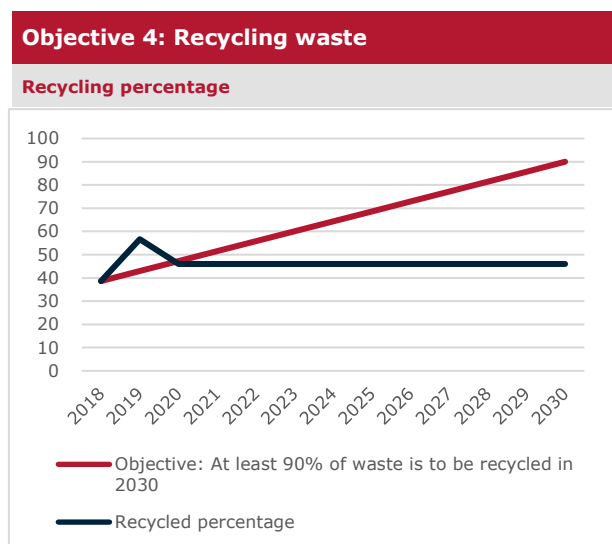 Objective 4: Recycling waste
Recycling percentage
100
90
80
70
60
50
40
30
20
10
0
2018 2019 2020 2021 2022 2023 2024 2025 2026 2027 2028 2029 2030
Objective: At least 90% of waste is to be recycled in
2030
Recycled percentage